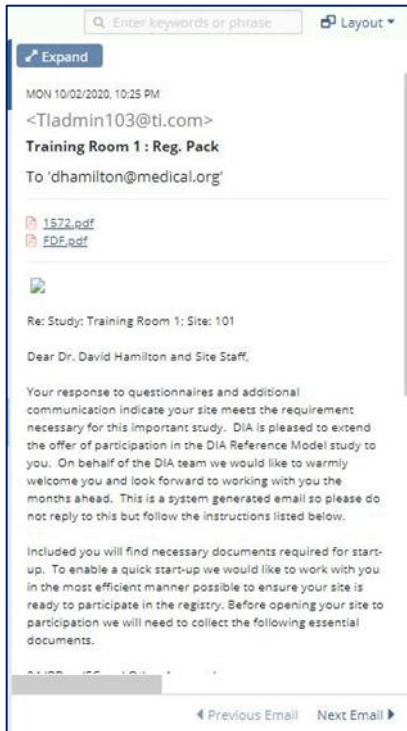 Enter keywords or phrase
Layout
Expand
MON 10/02/2020, 10:25 PM
<TIadmin103@ti.com>
Training Room 1 : Reg. Pack
To 'dhamilton@medical.org'
1572.pdf
FDF.pdf
Re: Study: Training Room 1; Site: 101
Dear Dr. David Hamilton and Site Staff,
Your response to questionnaires and additional
communication indicate your site meets the requirement
necessary for this important study. DIA is pleased to extend
the offer of participation in the DIA Reference Model study to
you. On behalf of the DIA team we would like to warmly
welcome you and look forward to working with you the
months ahead. This is a system generated email so please do
not reply to this but follow the instructions listed below.
Included you will find necessary documents required for start-
up. To enable a quick start-up we would like to work with you
in the most efficient manner possible to ensure your site is
ready to participate in the registry. Before opening your site to
participation we will need to collect the following essential
documents.
Previous Email
Next Email